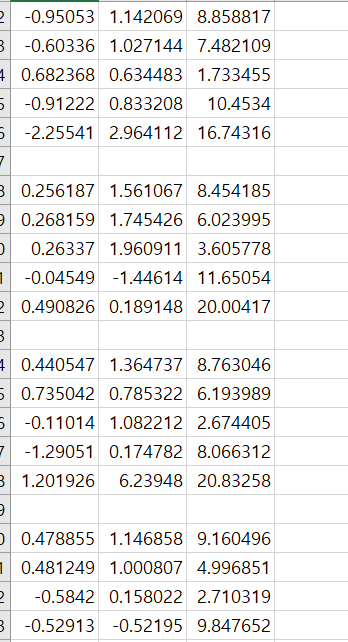 2 -0.95053 1.142069 8.858817
3 -0.60336 1.027144 7.482109
4 0.682368 0.634483 1.733455
5 -0.91222 0.833208 10.4534
6 -2.25541 2.964112 16.74316
7
8 0.256187 1.561067 8.454185
9 0.268159 1.745426 6.023995
0 0.26337 1.960911 3.605778
1 -0.04549 -1.44614 11.65054
2 0.490826 0.189148 20.00417
3
4 0.440547 1.364737 8.763046
5 0.735042 0.785322 6.193989
6 -0.11014 1.082212 2.674405
7 -1.29051 0.174782 8.066312
8 1.201926 6.23948 20.83258
9
0 0.478855 1.146858 9.160496
1 0.481249 1.000807 4.996851
2 -0.5842 0.158022 2.710319
3 -0.52913 -0.52195 9.847652